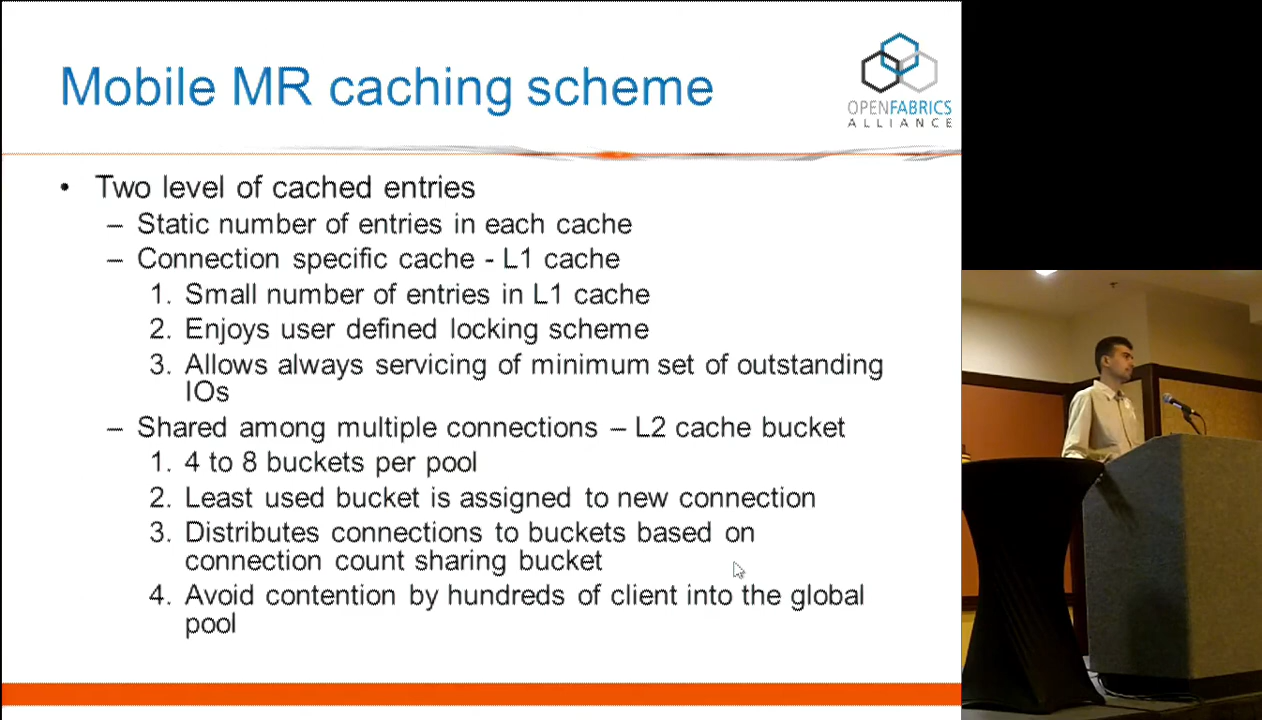 Mobile MR caching scheme
OPENFABRICS
ALLIANCE
• Two level of cached entries
– Static number of entries in each cache
– Connection specific cache - L1 cache
1. Small number of entries in L1 cache
2. Enjoys user defined locking scheme
3. Allows always servicing of minimum set of outstanding
IOs
– Shared among multiple connections – L2 cache bucket
1. 4 to 8 buckets per pool
2. Least used bucket is assigned to new connection
3. Distributes connections to buckets based on
connection count sharing bucket
4. Avoid contention by hundreds of client into the global
pool